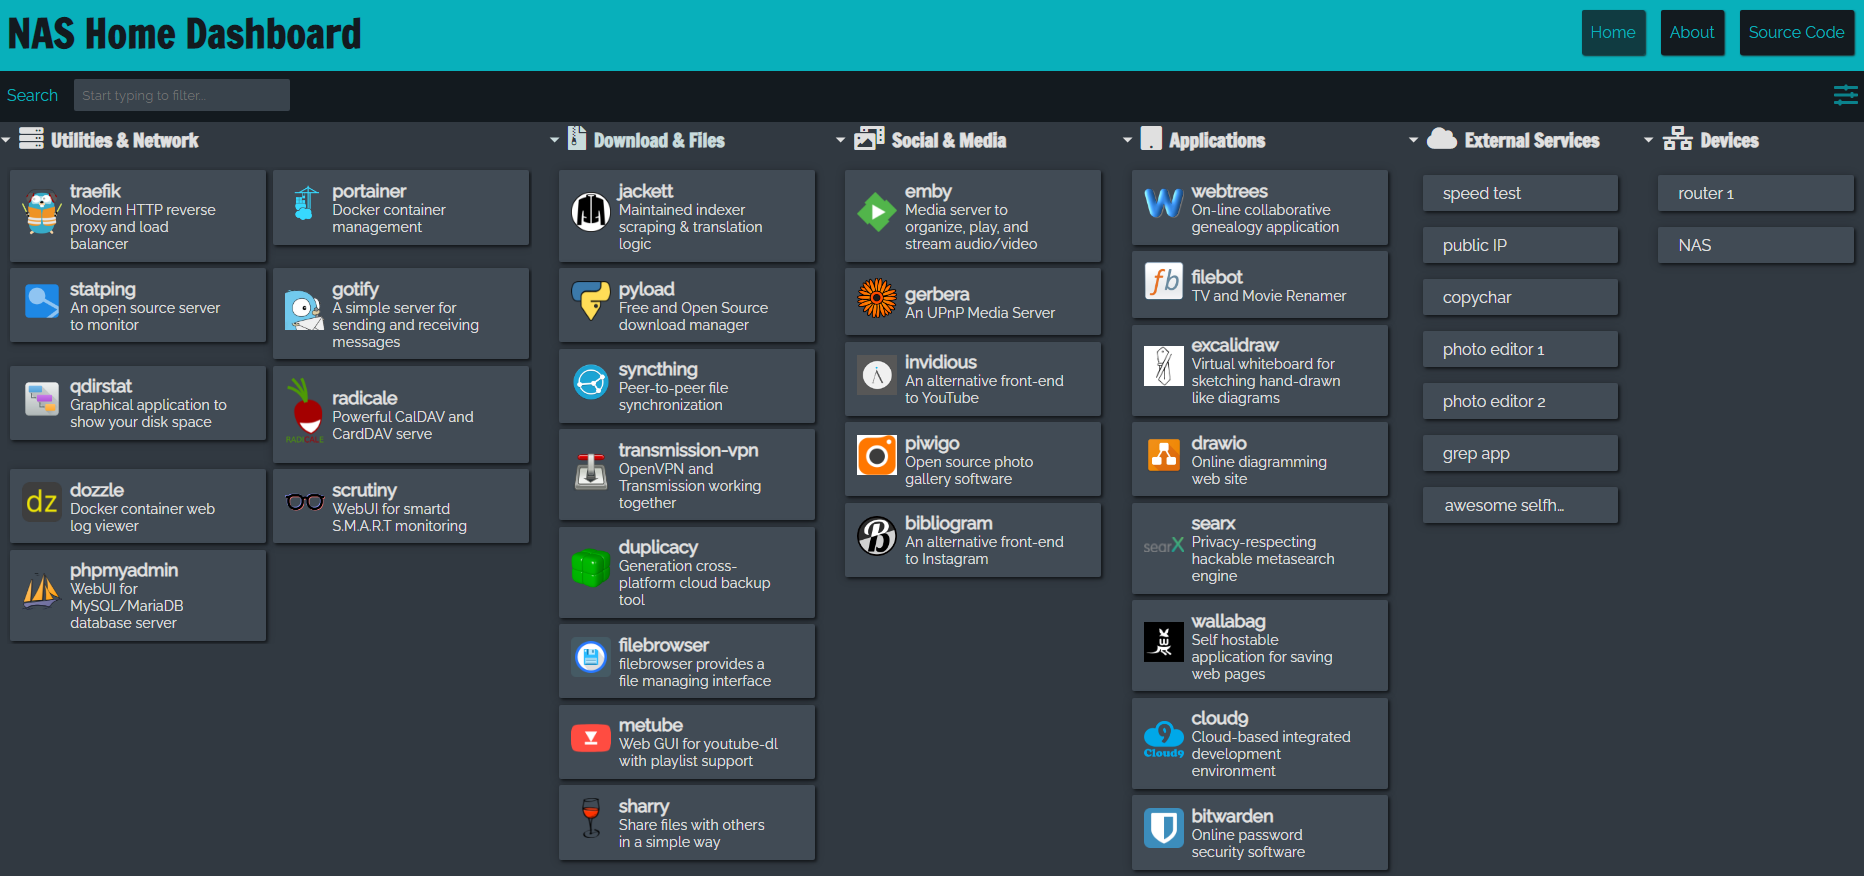 NAS Home Dashboard
Home
About
Source Code
Search
Start typing to filter...
Utilities & Network
traefik
Modern HTTP reverse
proxy and load
balancer
portainer
Docker container
management
statping
An open source server
to monitor
gotify
A simple server for
sending and receiving
messages
qdirstat
Graphical application to
show your disk space
radicale
Powerful CalDAV and
CardDAV serve
RADICALE
dz
dozzle
Docker container web
log viewer
scrutiny
WebUI for smartd
S.M.A.R.T monitoring
phpmyadmin
WebUI for
MySQL/MariaDB
database server
Download & Files
jackett
Maintained indexer
scraping & translation
logic
pyload
Free and Open Source
download manager
syncthing
Peer-to-peer file
synchronization
transmission-vpn
OpenVPN and
Transmission working
together
duplicacy
Generation cross-
platform cloud backup
tool
filebrowser
filebrowser provides a
file managing interface
metube
Web GUI for youtube-dl
with playlist support
sharry
Share files with others
in a simple way
Social & Media
emby
Media server to
organize, play, and
stream audio/video
gerbera
An UPnP Media Server
invidious
An alternative front-end
to YouTube
piwigo
Open source photo
gallery software
B
bibliogram
An alternative front-end
to Instagram
Applications
W
webtrees
On-line collaborative
genealogy application
fb
filebot
TV and Movie Renamer
excalidraw
Virtual whiteboard for
sketching hand-drawn
like diagrams
drawio
Online diagramming
web site
searX
searx
Privacy-respecting
hackable metasearch
engine
wallabag
Self hostable
application for saving
web pages
9
Cloud9
cloud9
Cloud-based integrated
development
environment
bitwarden
Online password
security software
External Services
speed test
public IP
copychar
photo editor 1
photo editor 2
grep app
awesome selfh...
Devices
router 1
NAS